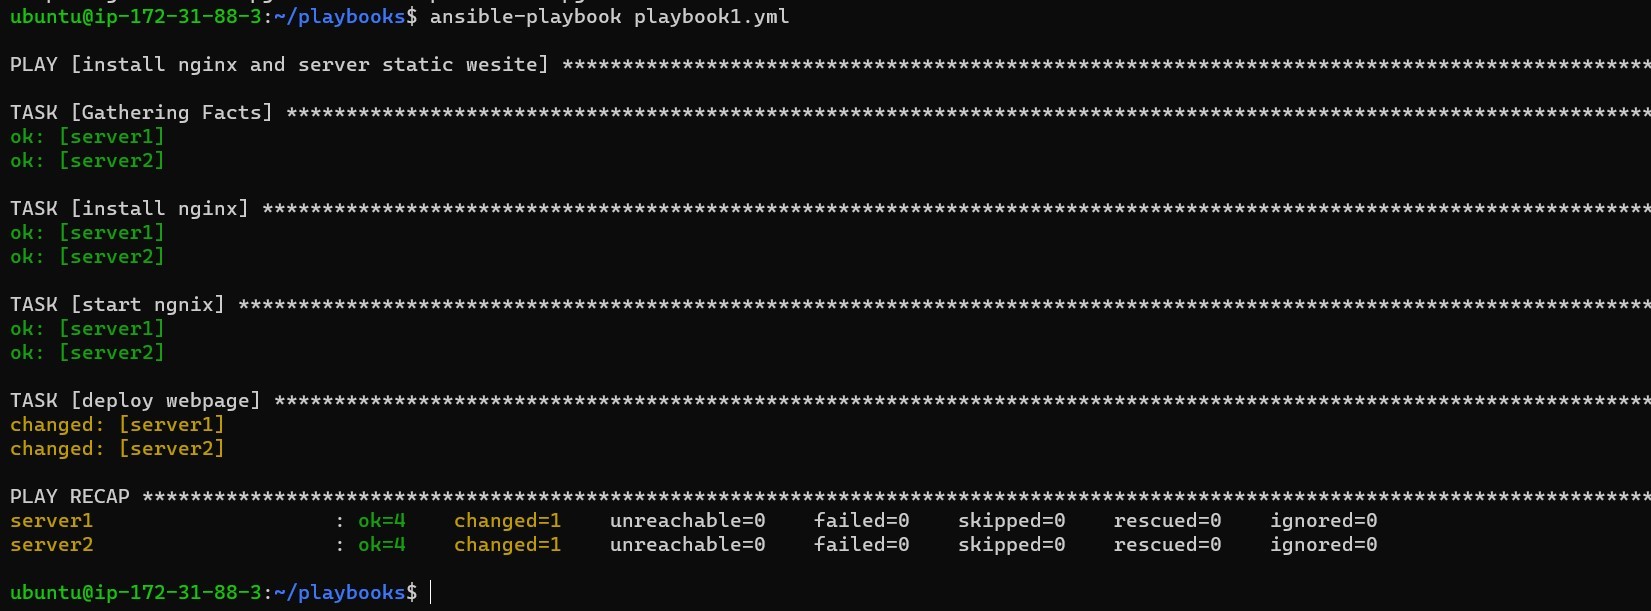 ubuntu@ip-172-31-88-3:~/playbooks$ ansible-playbook playbook1.yml
PLAY [install nginx and server static wesite] *******************************************************************************************
TASK [Gathering Facts] ******************************************************************************************************************
ok: [server1]
ok: [server2]
TASK [install nginx] ********************************************************************************************************************
ok: [server1]
ok: [server2]
TASK [start ngnix] **********************************************************************************************************************
ok: [server1]
ok: [server2]
TASK [deploy webpage] *******************************************************************************************************************
changed: [server1]
changed: [server2]
PLAY RECAP ******************************************************************************************************************************
server1 : ok=4 changed=1 unreachable=0 failed=0 skipped=0 rescued=0 ignored=0
server2 : ok=4 changed=1 unreachable=0 failed=0 skipped=0 rescued=0 ignored=0
ubuntu@ip-172-31-88-3:~/playbooks$